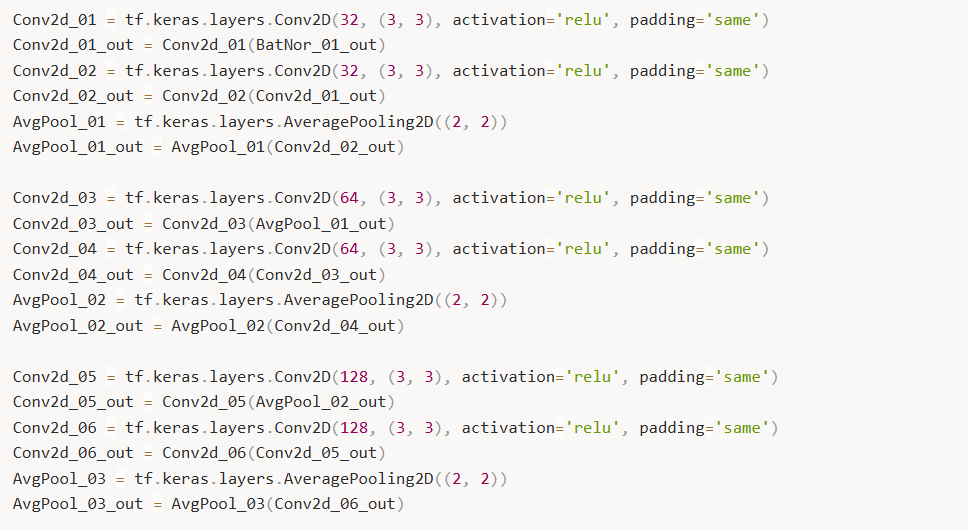 Conv2d_01 = tf.keras.layers.Conv2D(32, (3, 3), activation='relu', padding='same')
Conv2d_01_out = Conv2d_01(BatNor_01_out)
Conv2d_02 = tf.keras.layers.Conv2D(32, (3, 3), activation='relu', padding='same')
Conv2d_02_out = Conv2d_02(Conv2d_01_out)
AvgPool_01 = tf.keras.layers.AveragePooling2D((2, 2))
AvgPool_01_out = AvgPool_01(Conv2d_02_out)

Conv2d_03 = tf.keras.layers.Conv2D(64, (3, 3), activation='relu', padding='same')
Conv2d_03_out = Conv2d_03(AvgPool_01_out)
Conv2d_04 = tf.keras.layers.Conv2D(64, (3, 3), activation='relu', padding='same')
Conv2d_04_out = Conv2d_04(Conv2d_03_out)
AvgPool_02 = tf.keras.layers.AveragePooling2D((2, 2))
AvgPool_02_out = AvgPool_02(Conv2d_04_out)

Conv2d_05 = tf.keras.layers.Conv2D(128, (3, 3), activation='relu', padding='same')
Conv2d_05_out = Conv2d_05(AvgPool_02_out)
Conv2d_06 = tf.keras.layers.Conv2D(128, (3, 3), activation='relu', padding='same')
Conv2d_06_out = Conv2d_06(Conv2d_05_out)
AvgPool_03 = tf.keras.layers.AveragePooling2D((2, 2))
AvgPool_03_out = AvgPool_03(Conv2d_06_out)